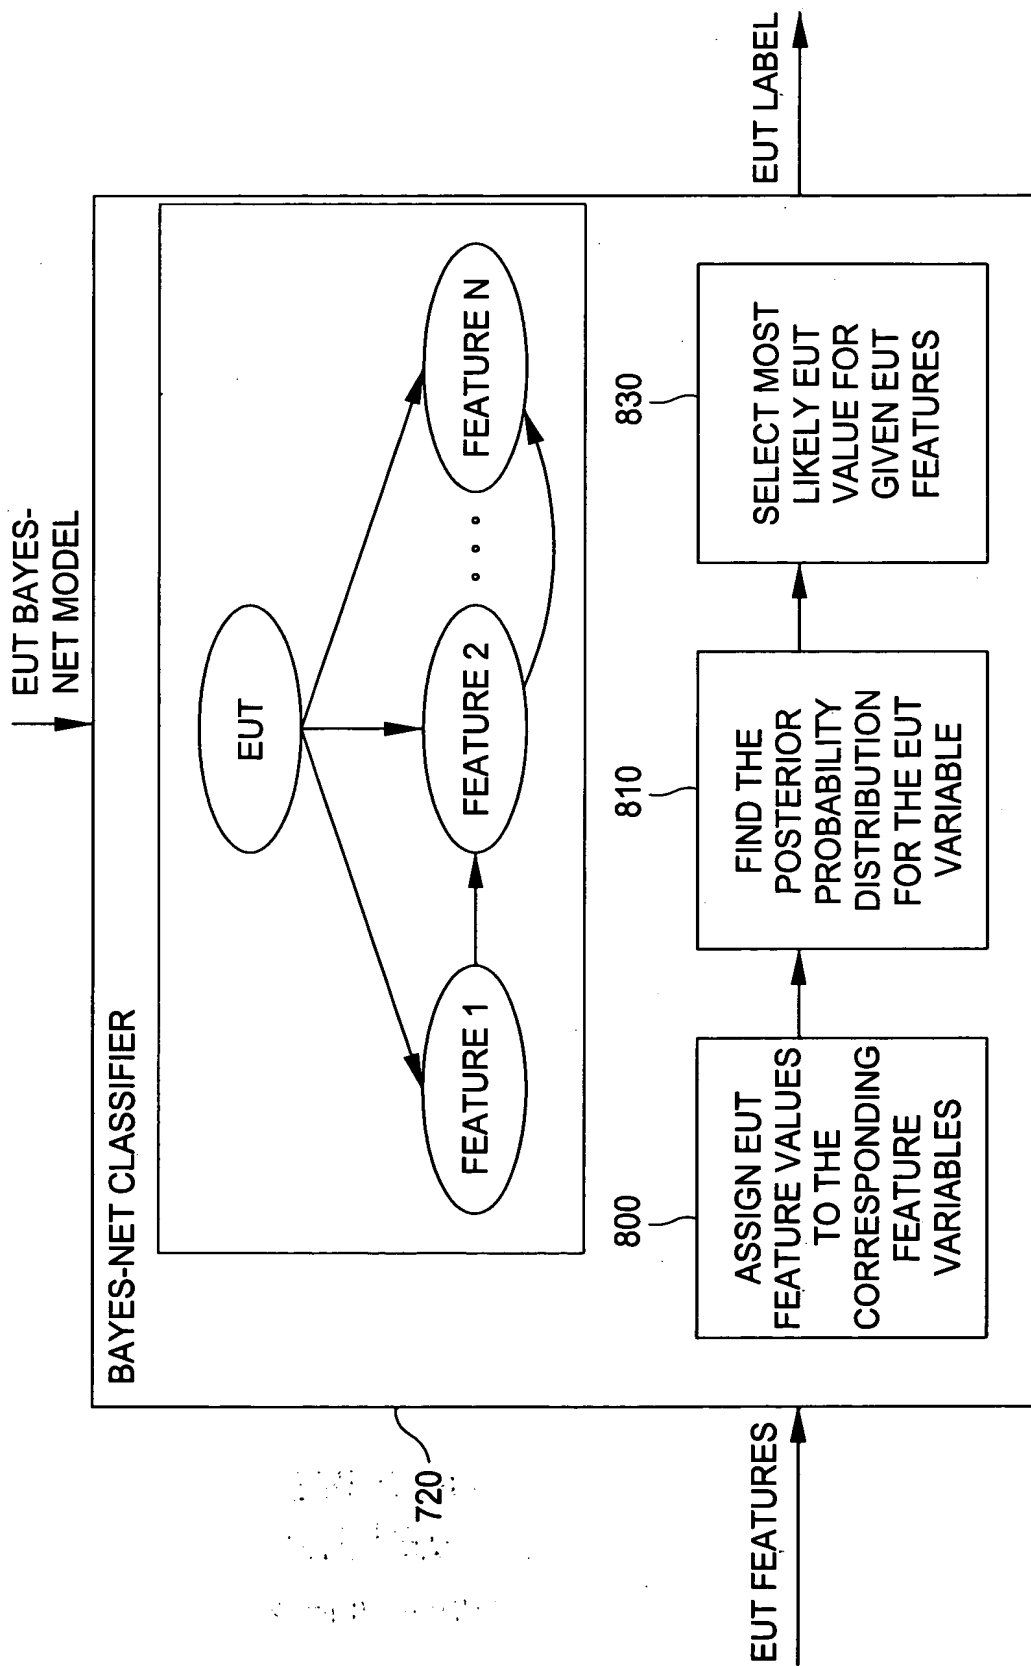 EUT BAYES-
NET MODEL
BAYES-NET CLASSIFIER
EUT
FEATURE 1
FEATURE 2
FEATURE N
720
800
ASSIGN EUT
FEATURE VALUES
TO THE
CORRESPONDING
FEATURE
VARIABLES
810
FIND THE
POSTERIOR
PROBABILITY
DISTRIBUTION
FOR THE EUT
VARIABLE
830
SELECT MOST
LIKELY EUT
VALUE FOR
GIVEN EUT
FEATURES
EUT FEATURES
EUT LABEL